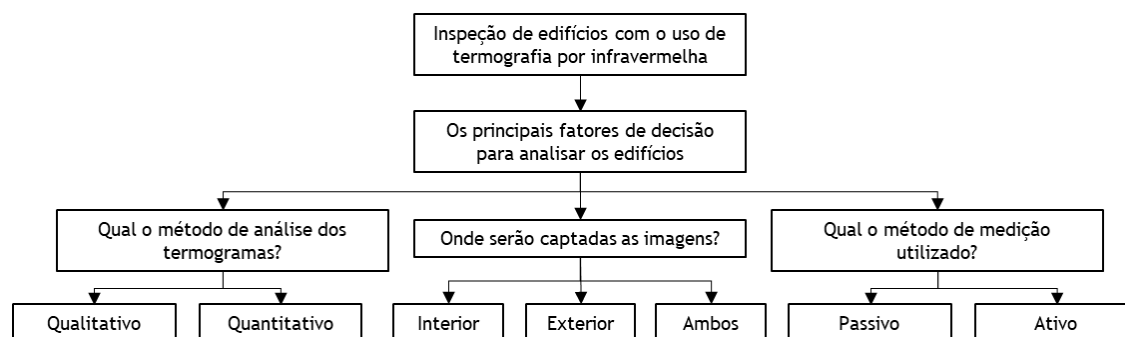 Inspeção de edifícios com o uso de
termografia por infravermelha
Os principais fatores de decisão
para analisar os edifícios
Qual o método de análise dos
termogramas?
Onde serão captadas as imagens?
Qual o método de medição
utilizado?
Qualitativo
Quantitativo
Interior
Exterior
Ambos
Passivo
Ativo